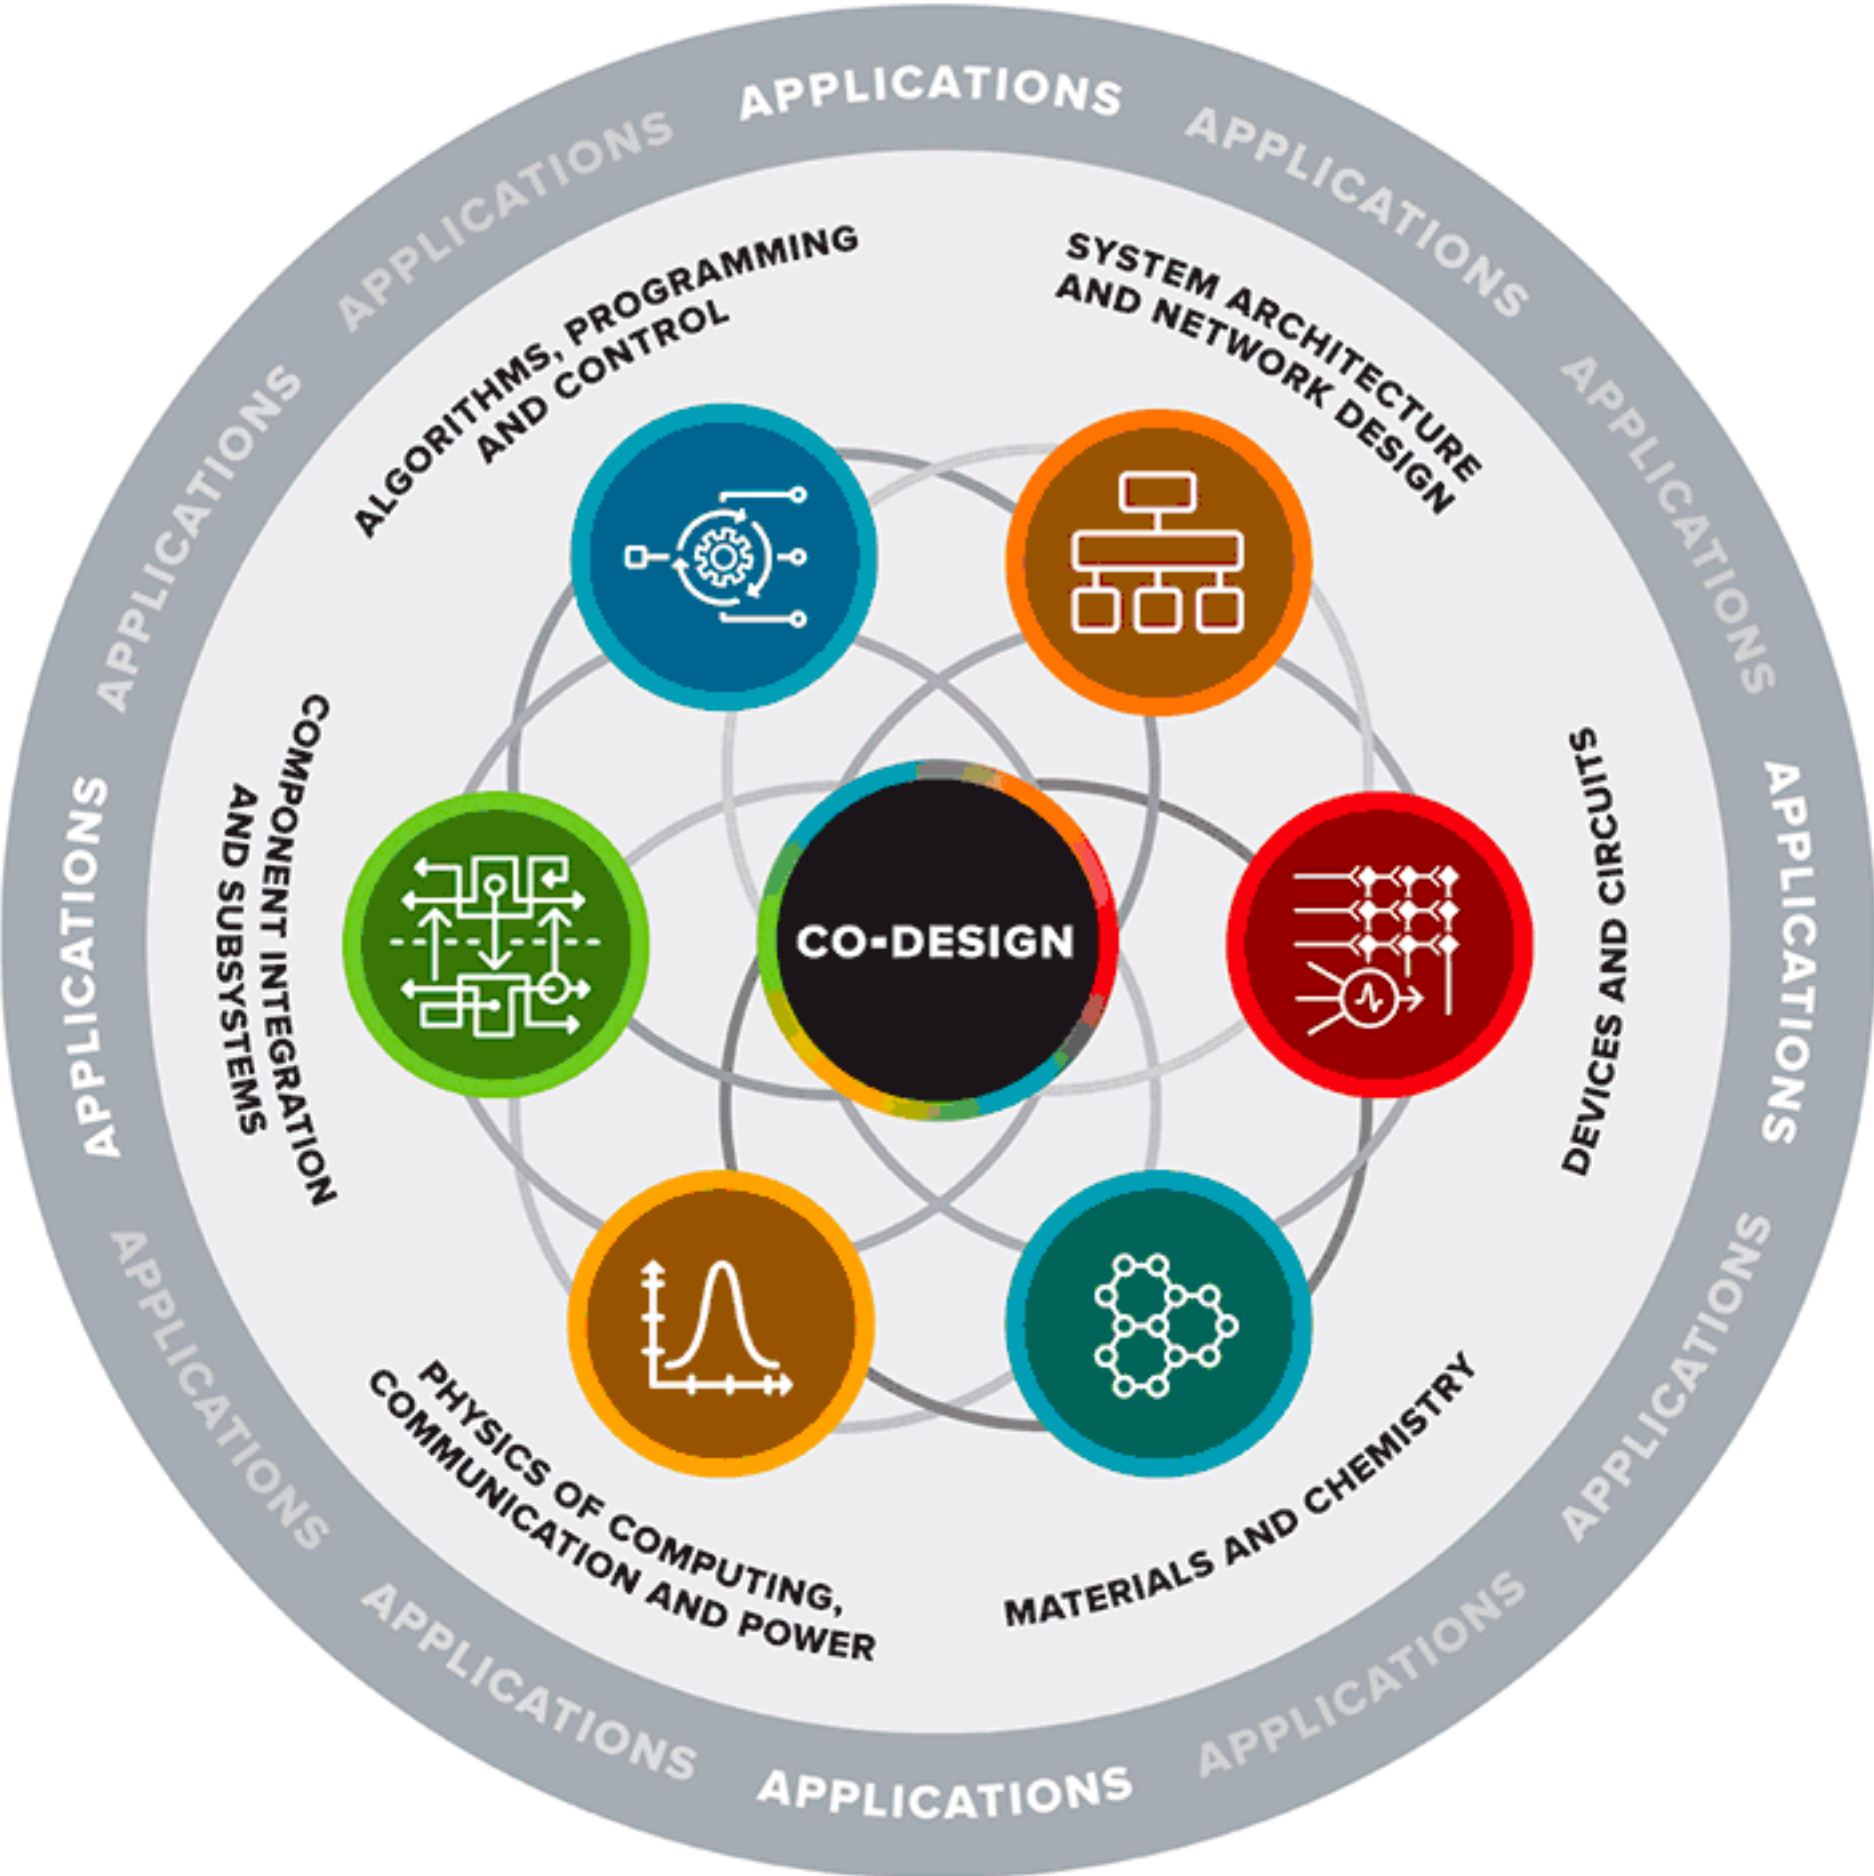 APPLICATIONS
APPLICATIONS
APPLICATIONS
APPLICATIONS
APPLICATIONS
APPLICATIONS
APPLICATIONS
APPLICATIONS
APPLICATIONS
APPLICATIONS
APPLICATIONS
APPLICATIONS
ALGORITHMS, PROGRAMMING
AND CONTROL
SYSTEM ARCHITECTURE
AND NETWORK DESIGN
DEVICES AND CIRCUITS
MATERIALS AND CHEMISTRY
PHYSICS OF COMPUTING,
COMMUNICATION AND POWER
COMPONENT INTEGRATION
AND SUBSYSTEMS
CO-DESIGN